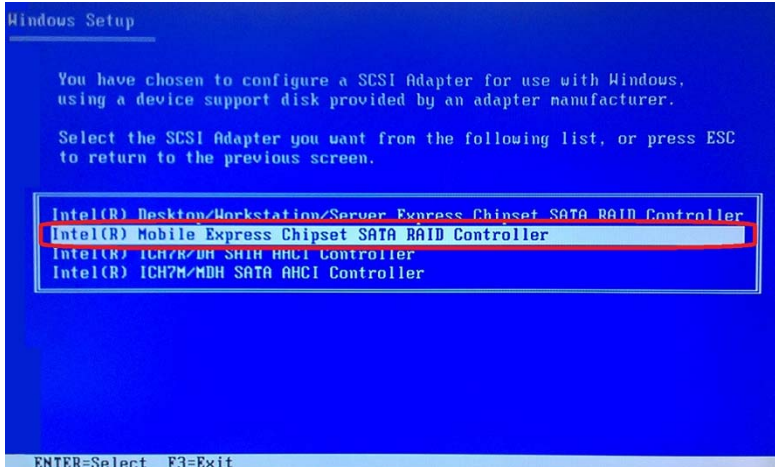 Windows Setup
You have chosen to configure a SCSI Adapter for use with Windows,
using a device support disk provided by an adapter manufacturer.
Select the SCSI Adapter you want from the following list, or press ESC
to return to the previous screen.
Intel(R) Desktop/Workstation/Server Express Chipset SATA RAID Controller
Intel(R) Mobile Express Chipset SATA RAID Controller
Intel(R) ICH7R/DH SATA AHCI Controller
Intel(R) ICH7M/MDH SATA AHCI Controller
ENTER=Select F3=Exit